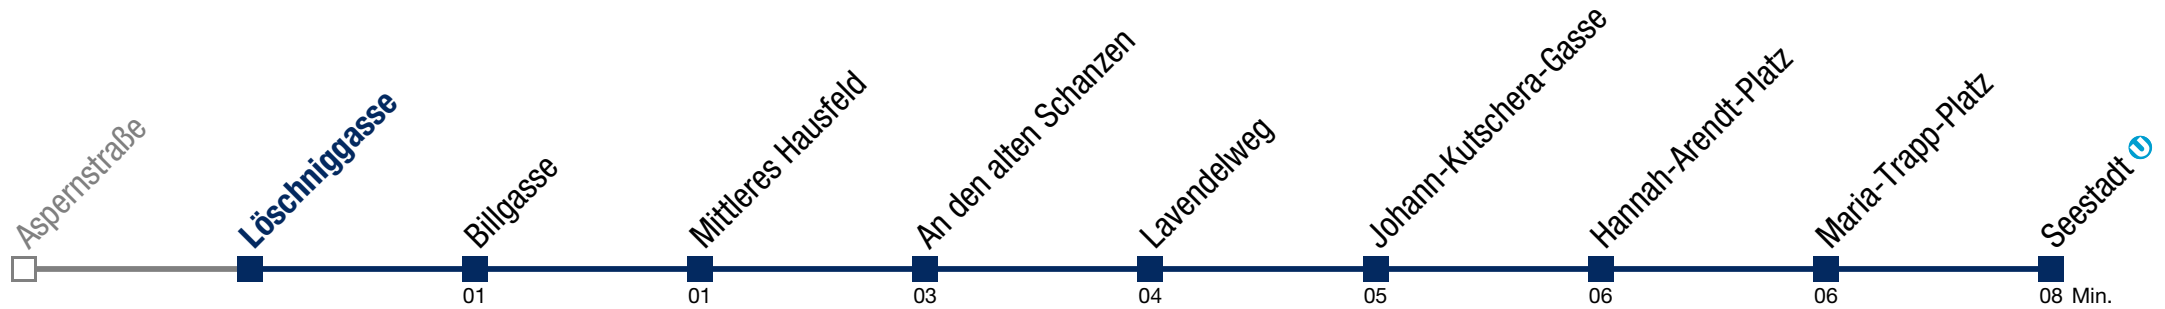 Aspernstraße
Löschniggasse
Billgasse
Mittleres Hausfeld
An den alten Schanzen
Lavendelweg
Johann-Kutschera-Gasse
Hannah-Arendt-Platz
Maria-Trapp-Platz
Seestadt U
01 01 03 04 05 06 06 08 Min.